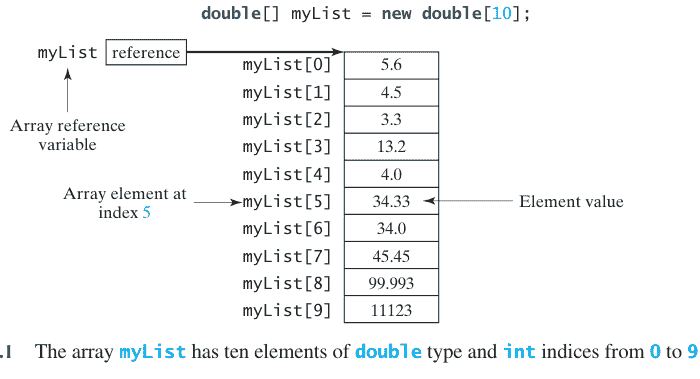 double[] myList = new double[10];
myList reference
myList[0] 5.6
myList[1] 4.5
myList[2] 3.3
Array reference
variable
myList[3] 13.2
myList[4] 4.0
Array element at
index 5
myList[5] 34.33 Element value
myList[6] 34.0
myList[7] 45.45
myList[8] 99.993
myList[9] 11123
.1 The array myList has ten elements of double type and int indices from 0 to 9